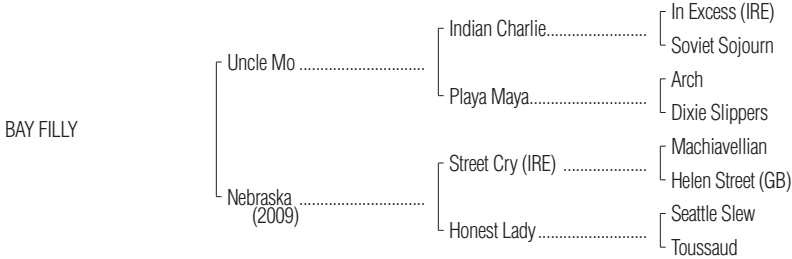 In Excess (IRE)
Indian Charlie........................
Soviet Sojourn
Uncle Mo ..............................
Arch
Playa Maya............................
Dixie Slippers
BAY FILLY
Machiavellian
Street Cry (IRE) ....................
Helen Street (GB)
Nebraska ..............................
(2009)
Seattle Slew
Honest Lady..........................
Toussaud